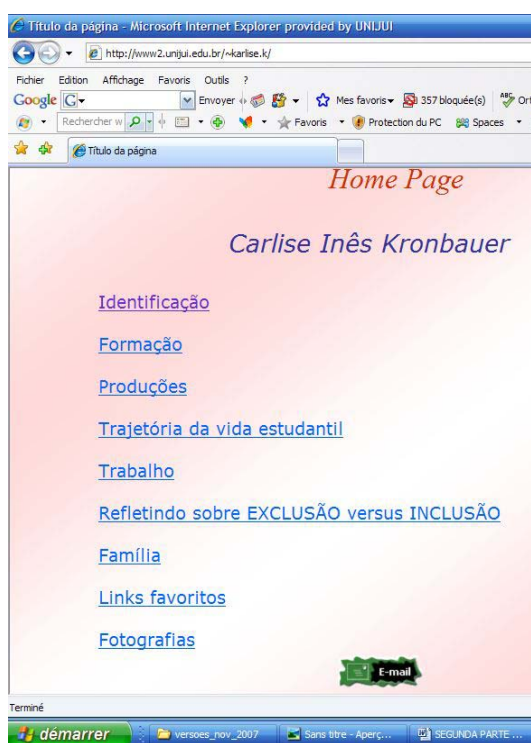 Título da página - Microsoft Internet Explorer provided by UNIJUI
http://www2.unijui.edu.br/~karlise.k/
Fichier Edition Affichage Favoris Outils ?
Google G Envoyer Mes favoris 357 bloquée(s) ABC
Rechercher Favoris Protection du PC Spaces
Título da página
Home Page
Carlise Inês Kronbauer
Identificação
Formação
Produções
Trajetória da vida estudantil
Trabalho
Refletindo sobre EXCLUSÃO versus INCLUSÃO
Família
Links favoritos
Fotografias
E-mail
Terminé
démarrer versoes_nov_2007 Sans titre - Aperç... SEGUNDA PARTE ...